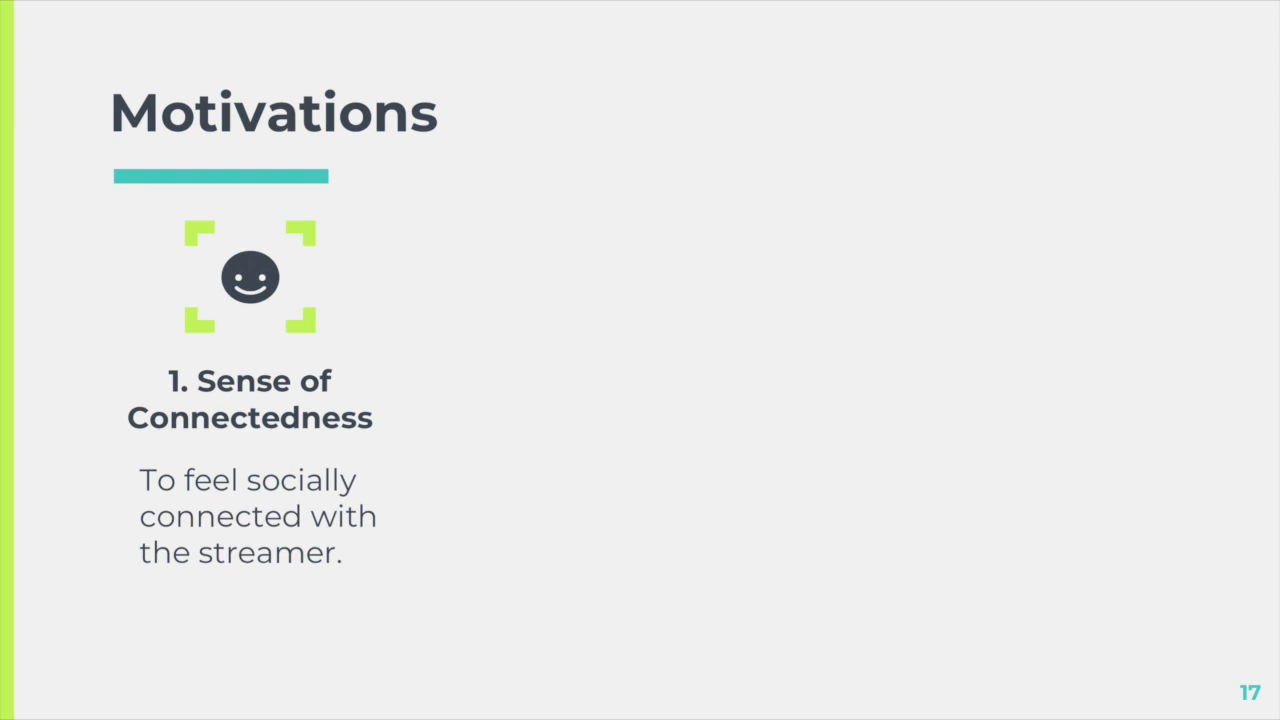 Motivations
1. Sense of
Connectedness
To feel socially
connected with
the streamer.
17